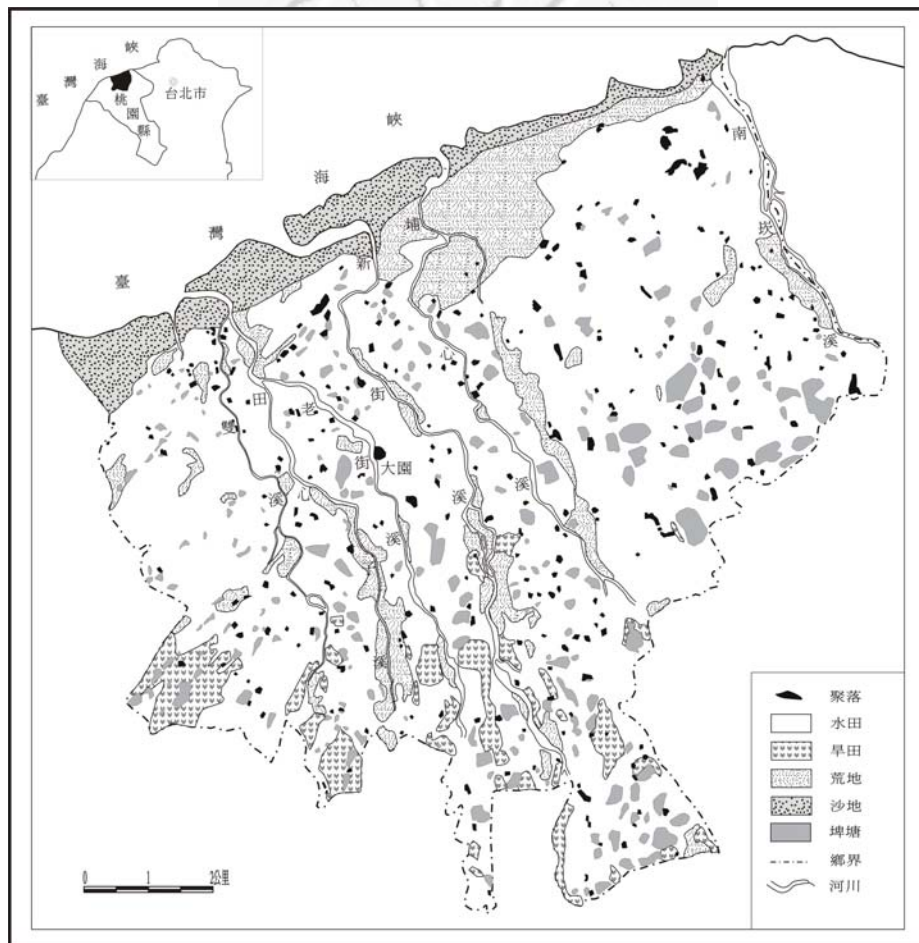 臺灣海峽
台北市
桃園縣
臺灣海峽
南崁溪
埔心溪
新街溪
老街溪
田心溪
雙溪
大園
聚落
水田
旱田
荒地
沙地
埤塘
鄉界
河川
0 1 2公里